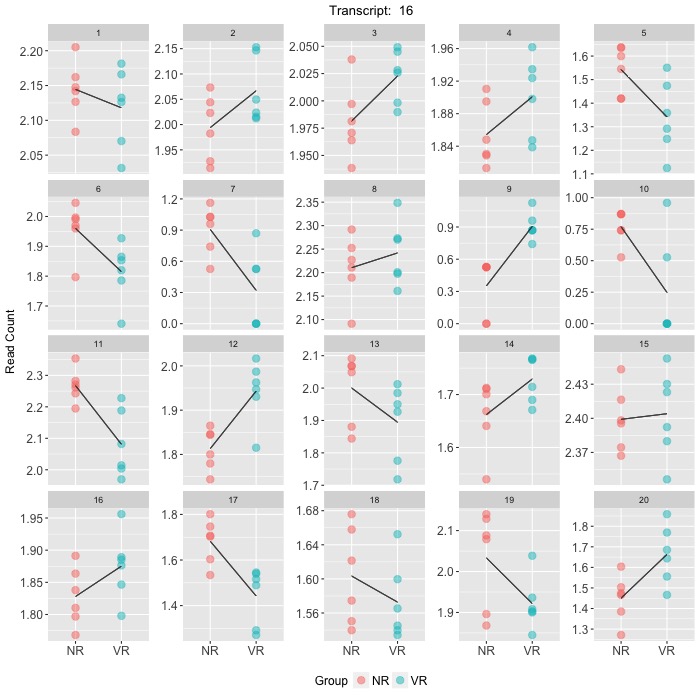 Transcript: 16
1 2 3 4 5
2.20 2.15 2.10 2.05
2.15 2.10 2.05 2.00 1.95
2.050 2.025 2.000 1.975 1.950
1.96 1.92 1.88 1.84
1.6 1.5 1.4 1.3 1.2 1.1
6 7 8 9 10
2.0 1.9 1.8 1.7
1.2 0.9 0.6 0.3 0.0
2.35 2.30 2.25 2.20 2.15 2.10
0.9 0.6 0.3 0.0
1.00 0.75 0.50 0.25 0.00
Read Count
11 12 13 14 15
2.3 2.2 2.1 2.0
2.0 1.9 1.8
2.1 2.0 1.9 1.8 1.7
1.7 1.6
2.43 2.40 2.37
16 17 18 19 20
1.95 1.90 1.85 1.80
1.8 1.6 1.4
1.68 1.64 1.60 1.56
2.1 2.0 1.9
1.8 1.7 1.6 1.5 1.4 1.3
NR VR NR VR NR VR NR VR NR VR
Group NR VR